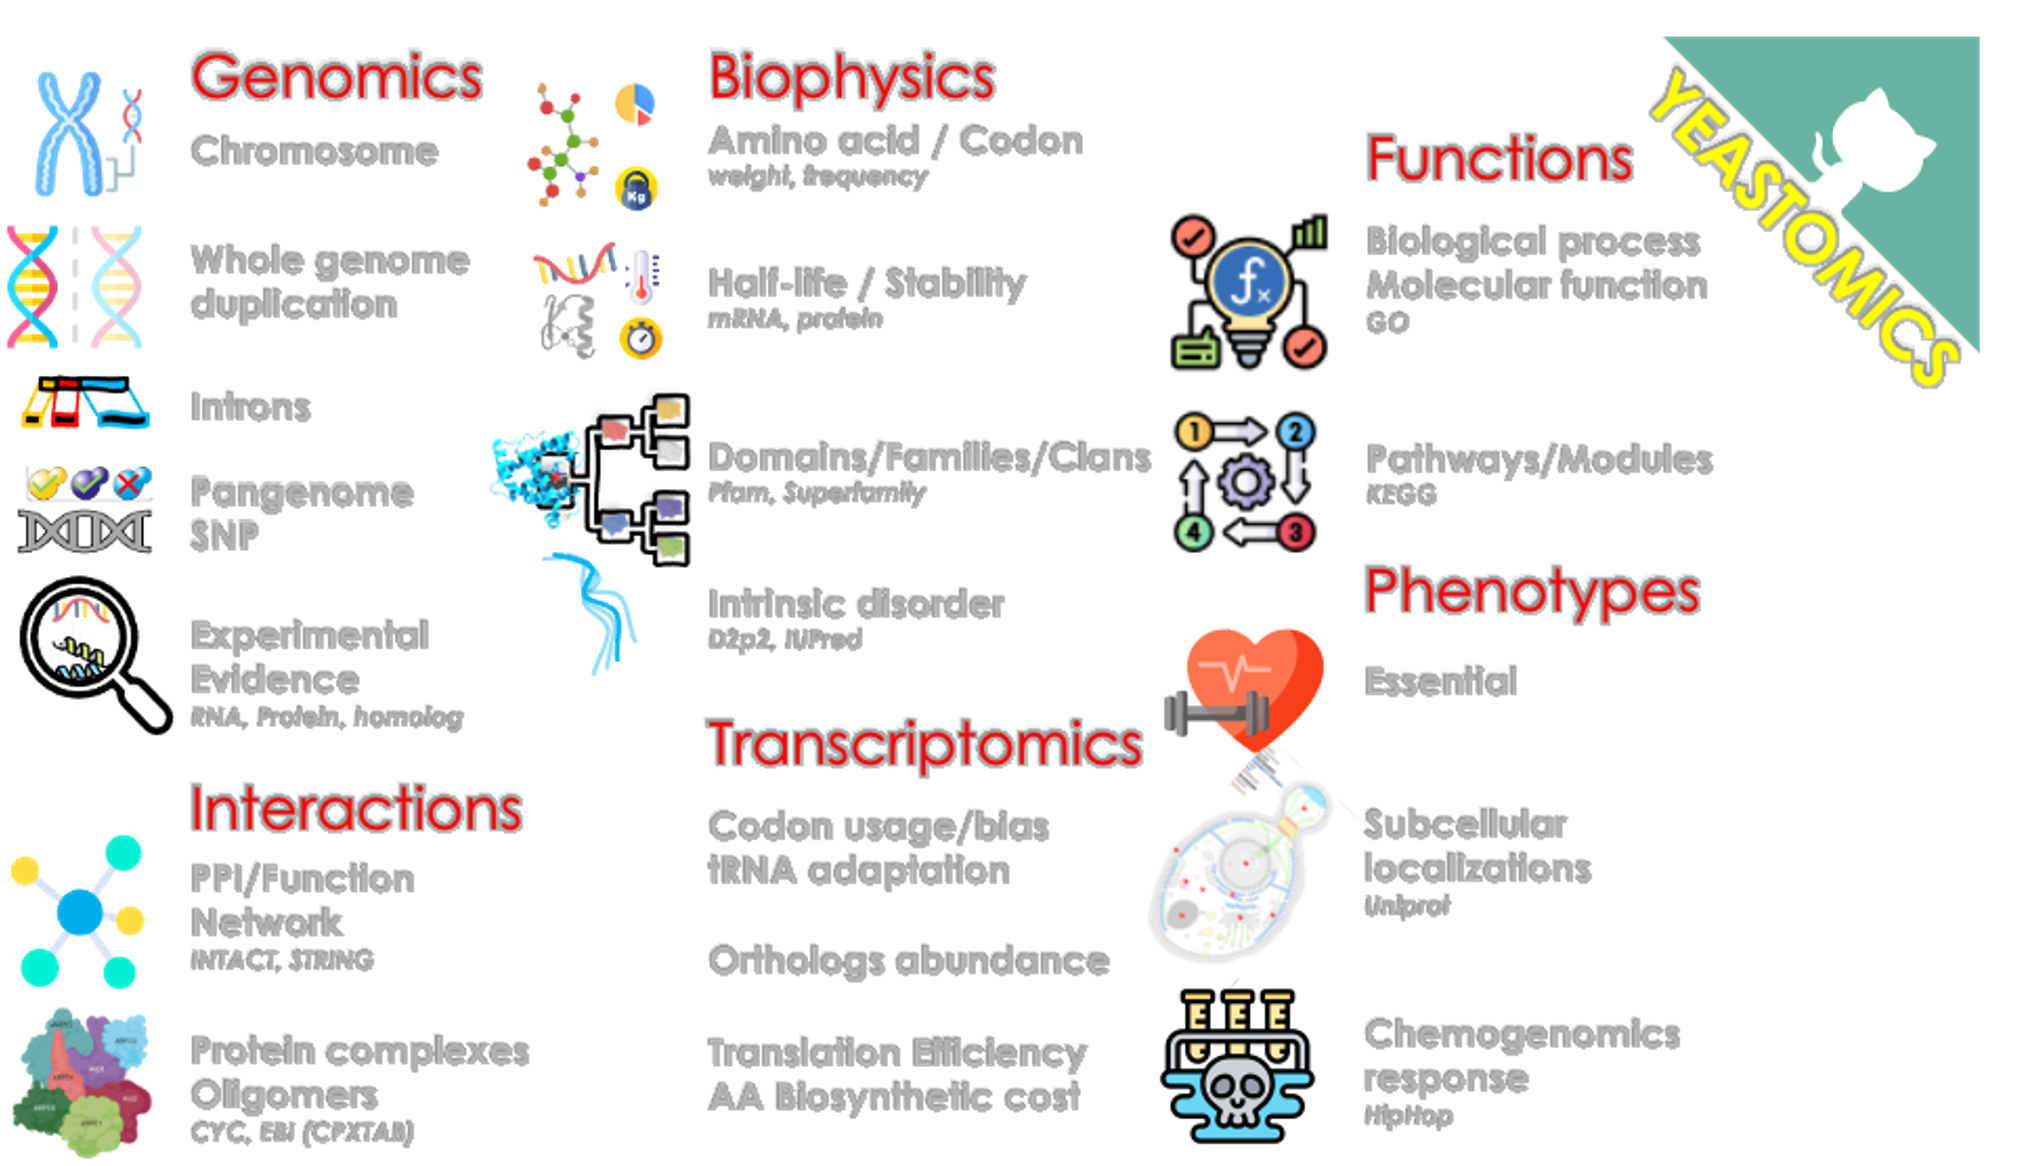 Genomics
Chromosome
Whole genome
duplication
Introns
Pangenome
SNP
Experimental
Evidence
RNA, Protein, homolog
Interactions
PPI/Function
Network
INTACT, STRING
Protein complexes
Oligomers
CYC, EBI (CPXTAB)
Biophysics
Amino acid / Codon
weight, frequency
Kg
Half-life / Stability
mRNA, protein
Domains/Families/Clans
Pfam, Superfamily
Intrinsic disorder
D2p2, IUPred
Transcriptomics
Codon usage/bias
tRNA adaptation
Orthologs abundance
Translation Efficiency
AA Biosynthetic cost
Functions
Biological process
Molecular function
GO
fx
Pathways/Modules
KEGG
1
2
4
3
Phenotypes
Essential
Subcellular
localizations
Uniprot
Chemogenomics
response
HipHop
YEASTOMICS